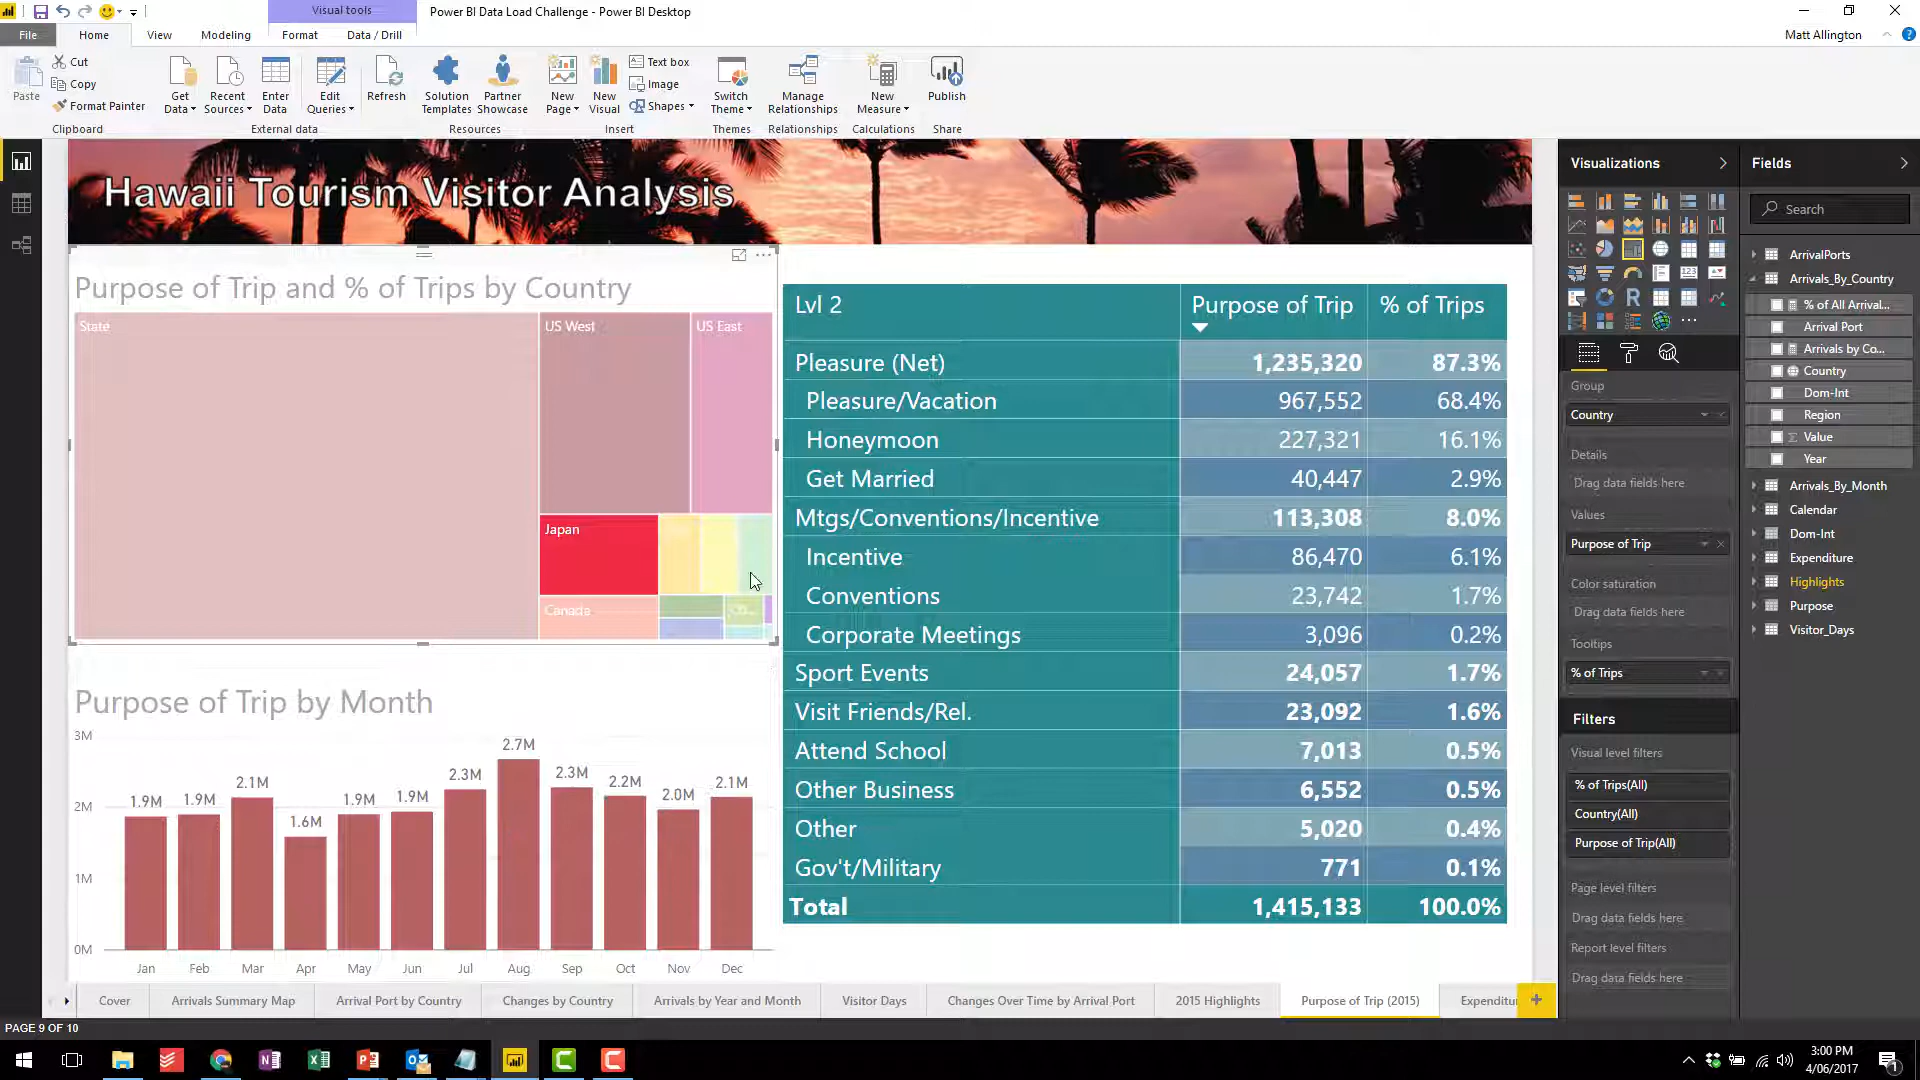 Visual tools
Power BI Data Load Challenge - Power BI Desktop
File
Home
View
Modeling
Format
Data / Drill
Matt Allington
Paste
Cut
Copy
Format Painter
Clipboard
Get Data
Recent Sources
Enter Data
Edit Queries
Refresh
External data
Solution Templates
Partner Showcase
Resources
New Page
New Visual
Text box
Image
Shapes
Insert
Switch Theme
Themes
Manage Relationships
Relationships
New Measure
Calculations
Publish
Share
Hawaii Tourism Visitor Analysis
Purpose of Trip and % of Trips by Country
State
US West
US East
Japan
Canada
Purpose of Trip by Month
3M
2M
1M
0M
1.9M
1.9M
2.1M
1.6M
1.9M
1.9M
2.3M
2.7M
2.3M
2.2M
2.0M
2.1M
Jan Feb Mar Apr May Jun Jul Aug Sep Oct Nov Dec
Lvl 2 Purpose of Trip % of Trips
Pleasure (Net) 1,235,320 87.3%
Pleasure/Vacation 967,552 68.4%
Honeymoon 227,321 16.1%
Get Married 40,447 2.9%
Mtgs/Conventions/Incentive 113,308 8.0%
Incentive 86,470 6.1%
Conventions 23,742 1.7%
Corporate Meetings 3,096 0.2%
Sport Events 24,057 1.7%
Visit Friends/Rel. 23,092 1.6%
Attend School 7,013 0.5%
Other Business 6,552 0.5%
Other 5,020 0.4%
Gov't/Military 771 0.1%
Total 1,415,133 100.0%
Visualizations
R
Group
Country
Details
Drag data fields here
Values
Purpose of Trip
Color saturation
Drag data fields here
Tooltips
% of Trips
Filters
Visual level filters
% of Trips(All)
Country(All)
Purpose of Trip(All)
Page level filters
Drag data fields here
Report level filters
Drag data fields here
Fields
Search
ArrivalPorts
Arrivals_By_Country
% of All Arrival...
Arrival Port
Arrivals by Co...
Country
Dom-Int
Region
Value
Year
Arrivals_By_Month
Calendar
Dom-Int
Expenditure
Highlights
Purpose
Visitor_Days
Cover
Arrivals Summary Map
Arrival Port by Country
Changes by Country
Arrivals by Year and Month
Visitor Days
Changes Over Time by Arrival Port
2015 Highlights
Purpose of Trip (2015)
Expenditu
PAGE 9 OF 10
3:00 PM
4/06/2017